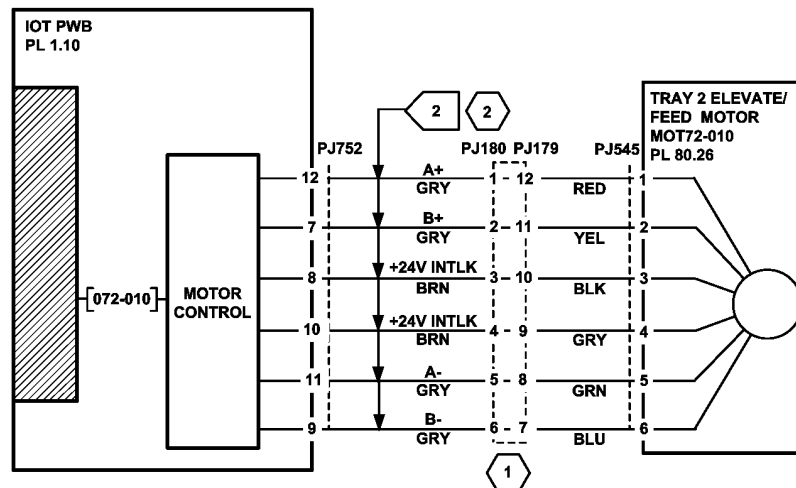 IOT PWB
PL 1.10
2
2
TRAY 2 ELEVATE/
FEED MOTOR
MOT72-010
PL 80.26
PJ752
PJ180 PJ179
PJ545
12 A+ 1 12 1
GRY RED
7 B+ 2 11 2
GRY YEL
8 +24V INTLK 3 10 3
BRN BLK
072-010
MOTOR
CONTROL
10 +24V INTLK 4 9 4
BRN GRY
11 A- 5 8 5
GRY GRN
9 B- 6 7 6
GRY BLU
1